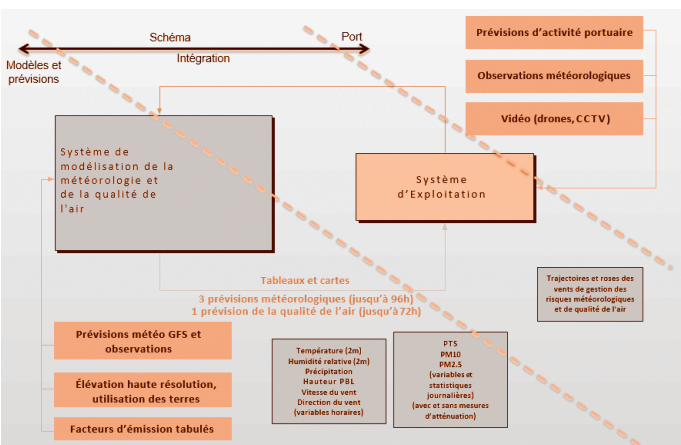 Schéma
Port
Intégration
Modèles et
prévisions
Prévisions d'activité portuaire
Observations météorologiques
Vidéo (drones, CCTV)
Système de
modélisation de la
météorologie et
de la qualité de
l'air
Système
d'Exploitation
Tableaux et cartes
3 prévisions météorologiques (jusqu'à 96h)
1 prévision de la qualité de l'air (jusqu'à 72h)
Trajectoires et roses des
vents de gestion des
risques météorologiques
et de qualité de l'air
Prévisions météo GFS et
observations
Élévation haute résolution,
utilisation des terres
Facteurs d'émission tabulés
Température (2m)
Humidité relative (2m)
Précipitation
Hauteur PBL
Vitesse du vent
Direction du vent
(variables horaires)
PTS
PM10
PM2.5
(variables et
statistiques
journalières)
(avec et sans mesures
d'atténuation)